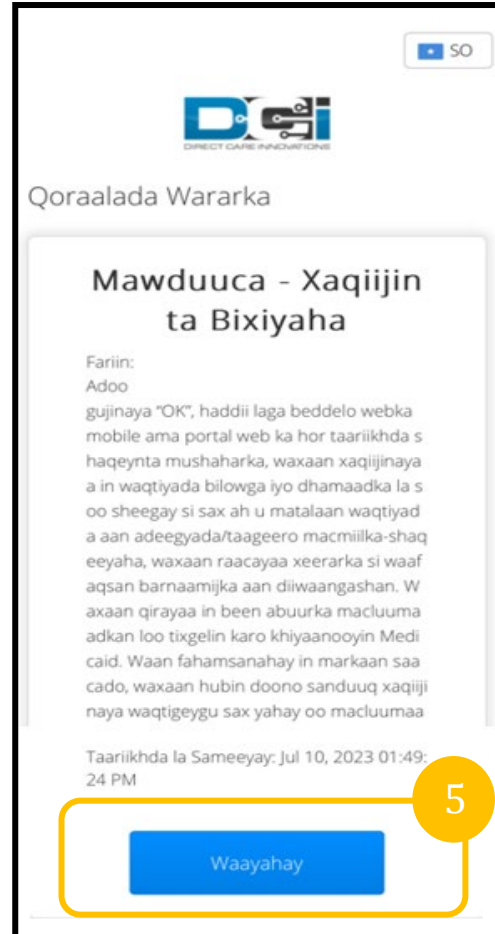 SO
DCI
DIRECT CARE INNOVATIONS
Qoraalada Wararka
Mawduuca - Xaqiijin
ta Bixiyaha
Fariin:
Adoo
gujinaya “OK”, haddii laga beddelo webka
mobile ama portal web ka hor taariikhda s
haqeynta mushaharka, waxaan xaqiijinaya
a in waqtiyada bilowga iyo dhamaadka la s
oo sheegay si sax ah u matalaan waqtiyad
a aan adeegyada/taageero macmiilka-shaq
eeyaha, waxaan raacayaa xeerarka si waaf
aqsan barnaamijka aan diiwaangashan. W
axaan qirayaa in been abuurka macluuma
adkan loo tixgelin karo khiyaanooyin Medi
caid. Waan fahamsanahay in markaan saa
cado, waxaan hubin doono sanduuq xaqiiji
naya waqtigeygu sax yahay oo macluumaa
Taariikhda la Sameeyay: Jul 10, 2023 01:49:
24 PM
5
Waayahay